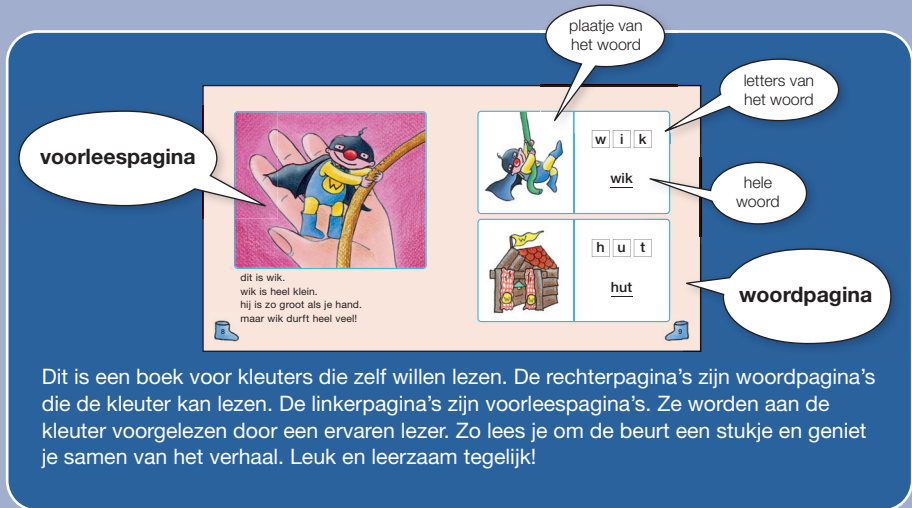 plaatje van
het woord
letters van
het woord
voorleespagina
w i k
wik
hele
woord
h u t
hut
woordpagina
W
dit is wik.
wik is heel klein.
hij is zo groot als je hand.
maar wik durft heel veel!
8
9
Dit is een boek voor kleuters die zelf willen lezen. De rechterpagina’s zijn woordpagina’s
die de kleuter kan lezen. De linkerpagina’s zijn voorleespagina’s. Ze worden aan de
kleuter voorgelezen door een ervaren lezer. Zo lees je om de beurt een stukje en geniet
je samen van het verhaal. Leuk en leerzaam tegelijk!